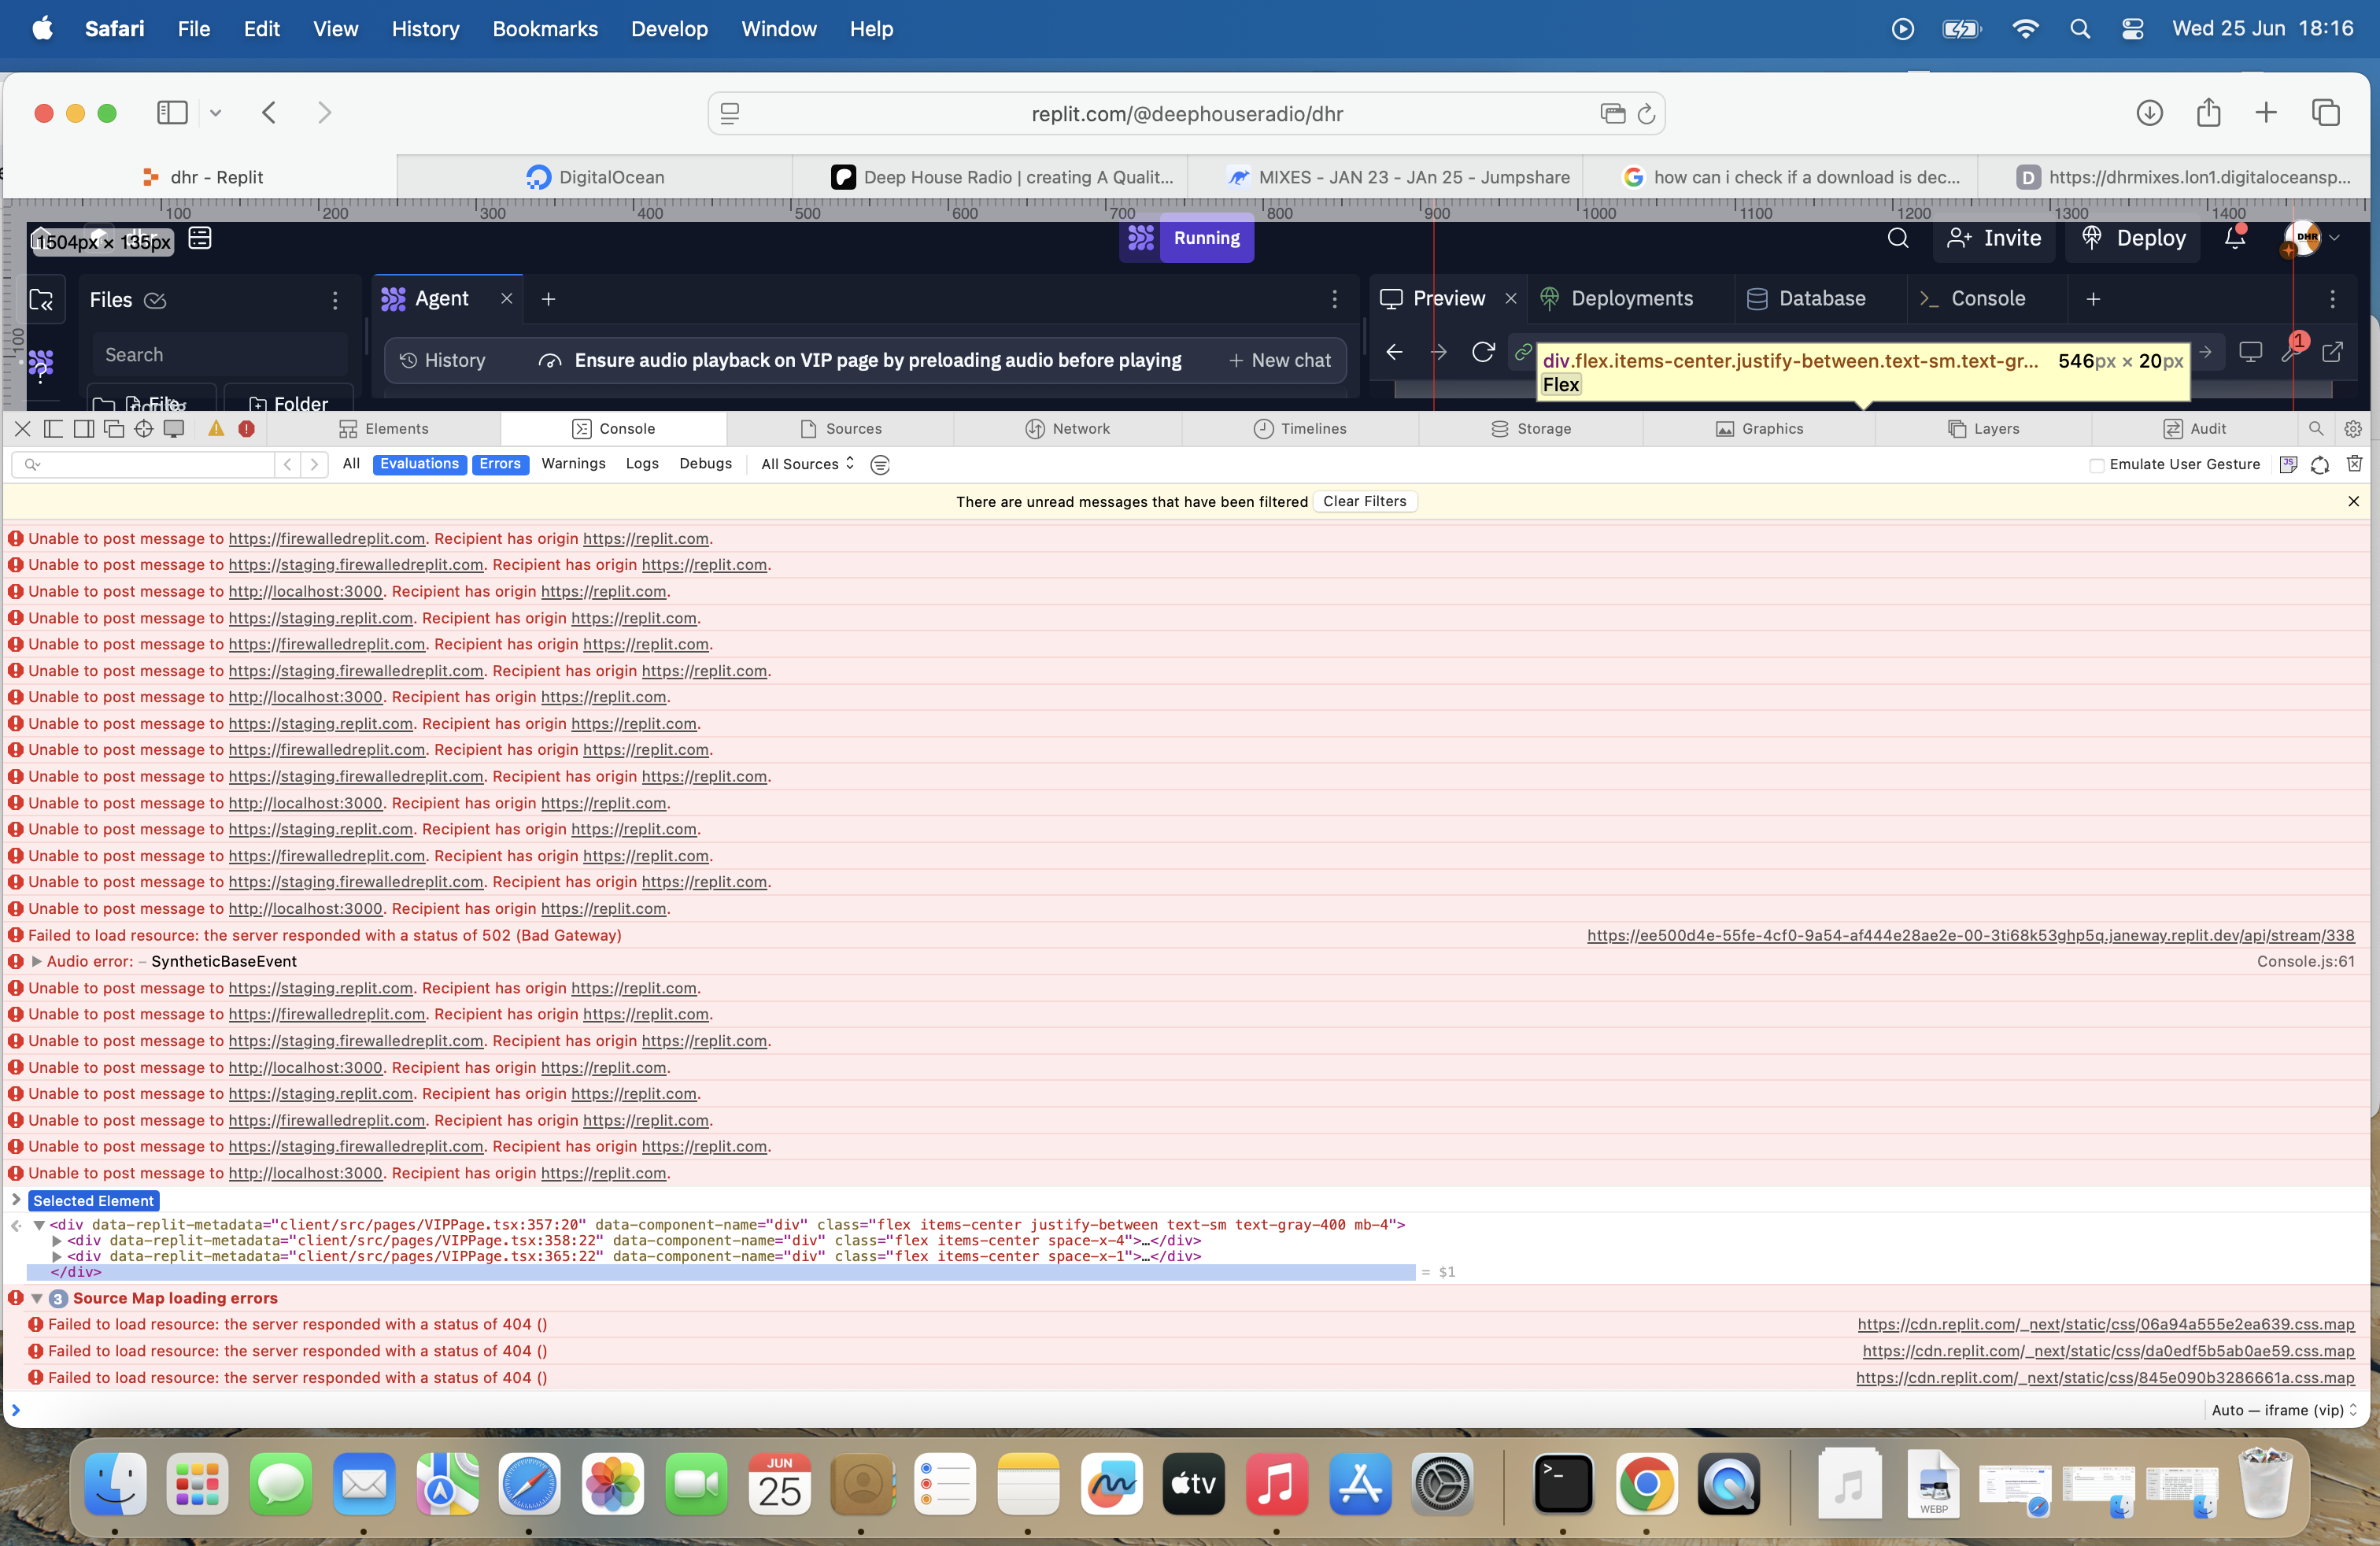 Safari File Edit View History Bookmarks Develop Window Help Wed 25 Jun 18:16
replit.com/@deephouseradio/dhr
dhr - Replit
DigitalOcean
Deep House Radio | creating A Qualit...
MIXES - JAN 23 - JAn 25 - Jumpshare
how can i check if a download is dec...
D https://dhrmixes.lon1.digitaloceansp...
100 200 300 400 500 600 700 800 900 1000 1100 1200 1300 1400
1504px × 135px
dhr
Running
Invite
Deploy
DHR
100
Files
Agent
Preview
Deployments
Database
Console
Search
History
Ensure audio playback on VIP page by preloading audio before playing
+ New chat
1
div.flex.items-center.justify-between.text-sm.text-gr... 546px × 20px
Flex
File
Folder
Elements Console Sources Network Timelines Storage Graphics Layers Audit
All Evaluations Errors Warnings Logs Debugs All Sources Emulate User Gesture
There are unread messages that have been filtered Clear Filters
Unable to post message to https://firewalledreplit.com. Recipient has origin https://replit.com.
Unable to post message to https://staging.firewalledreplit.com. Recipient has origin https://replit.com.
Unable to post message to http://localhost:3000. Recipient has origin https://replit.com.
Unable to post message to https://staging.replit.com. Recipient has origin https://replit.com.
Unable to post message to https://firewalledreplit.com. Recipient has origin https://replit.com.
Unable to post message to https://staging.firewalledreplit.com. Recipient has origin https://replit.com.
Unable to post message to http://localhost:3000. Recipient has origin https://replit.com.
Unable to post message to https://staging.replit.com. Recipient has origin https://replit.com.
Unable to post message to https://firewalledreplit.com. Recipient has origin https://replit.com.
Unable to post message to https://staging.firewalledreplit.com. Recipient has origin https://replit.com.
Unable to post message to http://localhost:3000. Recipient has origin https://replit.com.
Unable to post message to https://staging.replit.com. Recipient has origin https://replit.com.
Unable to post message to https://firewalledreplit.com. Recipient has origin https://replit.com.
Unable to post message to https://staging.firewalledreplit.com. Recipient has origin https://replit.com.
Unable to post message to http://localhost:3000. Recipient has origin https://replit.com.
Failed to load resource: the server responded with a status of 502 (Bad Gateway) https://ee500d4e-55fe-4cf0-9a54-af444e28ae2e-00-3ti68k53ghp5q.janeway.replit.dev/api/stream/338
Audio error: – SyntheticBaseEvent Console.js:61
Unable to post message to https://staging.replit.com. Recipient has origin https://replit.com.
Unable to post message to https://firewalledreplit.com. Recipient has origin https://replit.com.
Unable to post message to https://staging.firewalledreplit.com. Recipient has origin https://replit.com.
Unable to post message to http://localhost:3000. Recipient has origin https://replit.com.
Unable to post message to https://staging.replit.com. Recipient has origin https://replit.com.
Unable to post message to https://firewalledreplit.com. Recipient has origin https://replit.com.
Unable to post message to https://staging.firewalledreplit.com. Recipient has origin https://replit.com.
Unable to post message to http://localhost:3000. Recipient has origin https://replit.com.
Selected Element
<div data-replit-metadata="client/src/pages/VIPPage.tsx:357:20" data-component-name="div" class="flex items-center justify-between text-sm text-gray-400 mb-4">
<div data-replit-metadata="client/src/pages/VIPPage.tsx:358:22" data-component-name="div" class="flex items-center space-x-4">…</div>
<div data-replit-metadata="client/src/pages/VIPPage.tsx:365:22" data-component-name="div" class="flex items-center space-x-1">…</div>
</div> = $1
3 Source Map loading errors
Failed to load resource: the server responded with a status of 404 () https://cdn.replit.com/_next/static/css/06a94a555e2ea639.css.map
Failed to load resource: the server responded with a status of 404 () https://cdn.replit.com/_next/static/css/da0edf5b5ab0ae59.css.map
Failed to load resource: the server responded with a status of 404 () https://cdn.replit.com/_next/static/css/845e090b3286661a.css.map
Auto — iframe (vip)
JUN
25
tv
WEBP